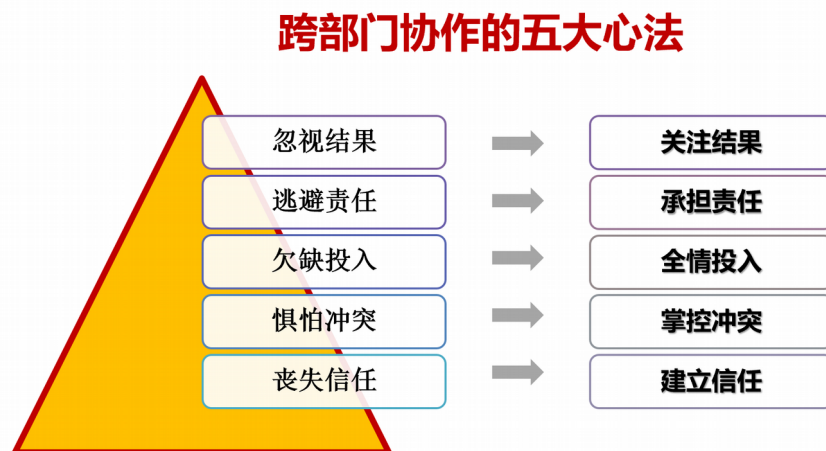 跨部门协作的五大心法
忽视结果
关注结果
逃避责任
承担责任
欠缺投入
全情投入
惧怕冲突
掌控冲突
丧失信任
建立信任